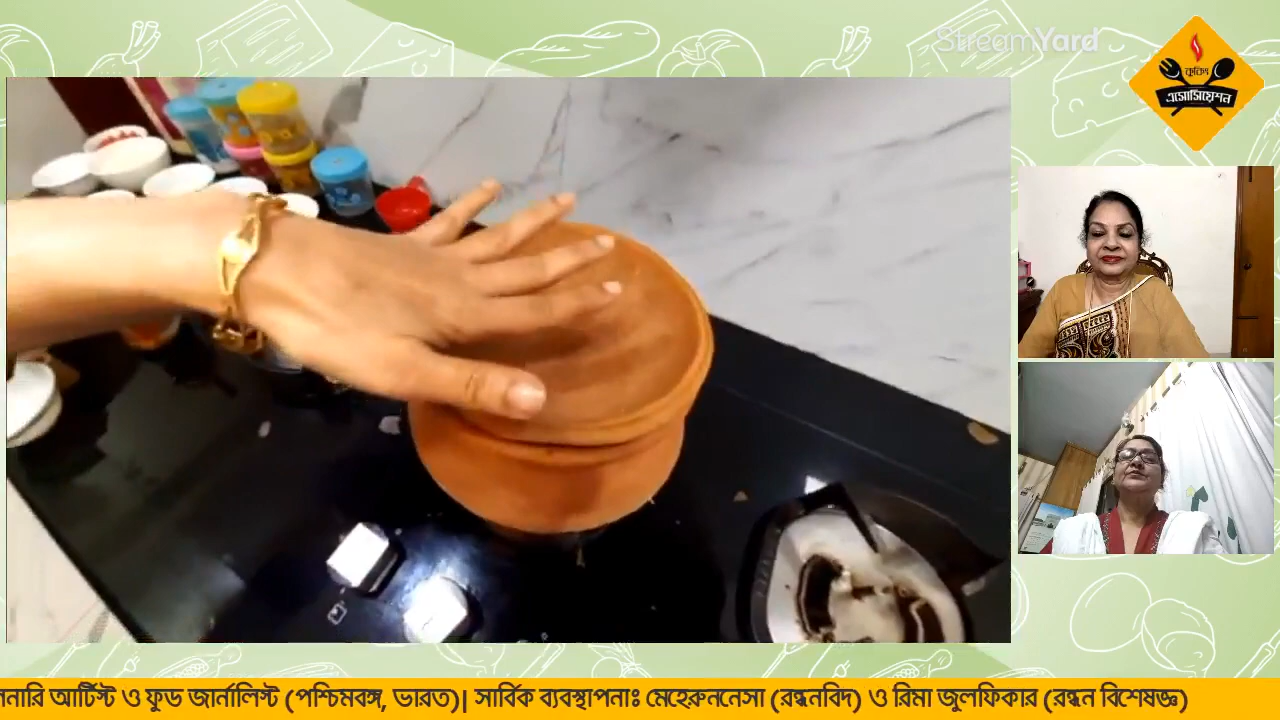 StreamYard
কুকিং
এসোসিয়েশন
আর্টিস্ট ও ফুড জার্নালিস্ট (পশ্চিমবঙ্গ, ভারত)| সার্বিক ব্যবস্থাপনাঃ মেহেরুননেসা (রন্ধনবিদ) ও রিমা জুলফিকার (রন্ধন বিশেষজ্ঞ)